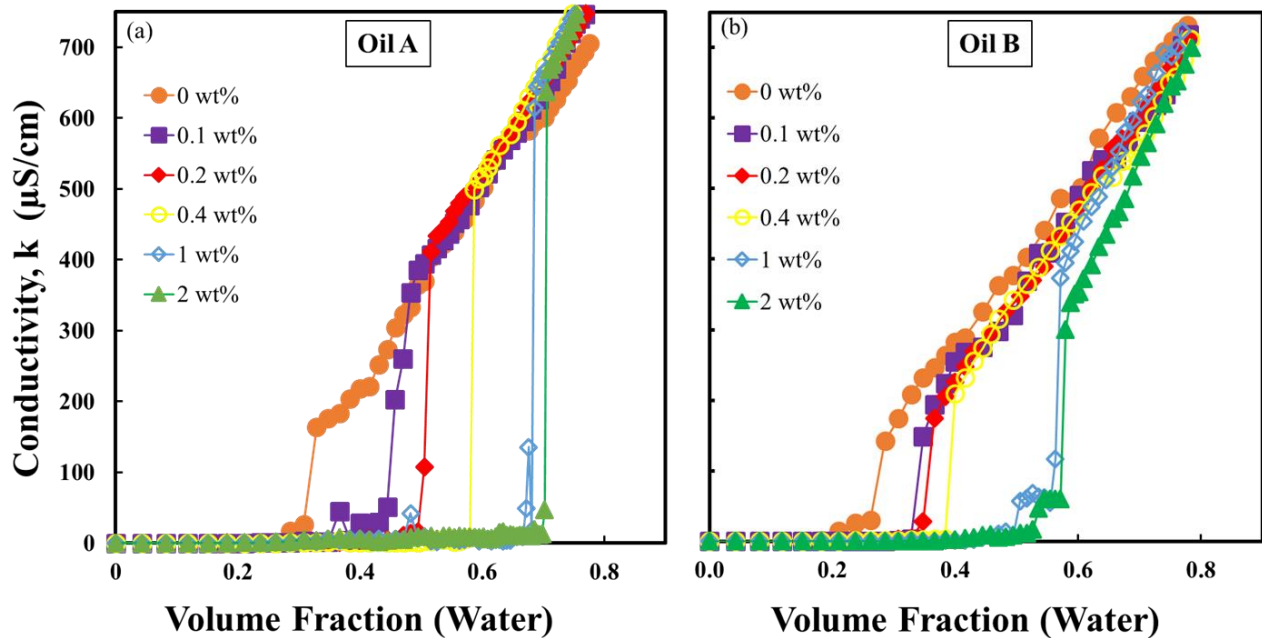 (a)
Oil A
0 wt%
0.1 wt%
0.2 wt%
0.4 wt%
1 wt%
2 wt%
700
600
500
400
300
200
100
0
0 0.2 0.4 0.6 0.8
Conductivity, k (µS/cm)
Volume Fraction (Water)
(b)
Oil B
0 wt%
0.1 wt%
0.2 wt%
0.4 wt%
1 wt%
2 wt%
0.0 0.2 0.4 0.6 0.8
Volume Fraction (Water)